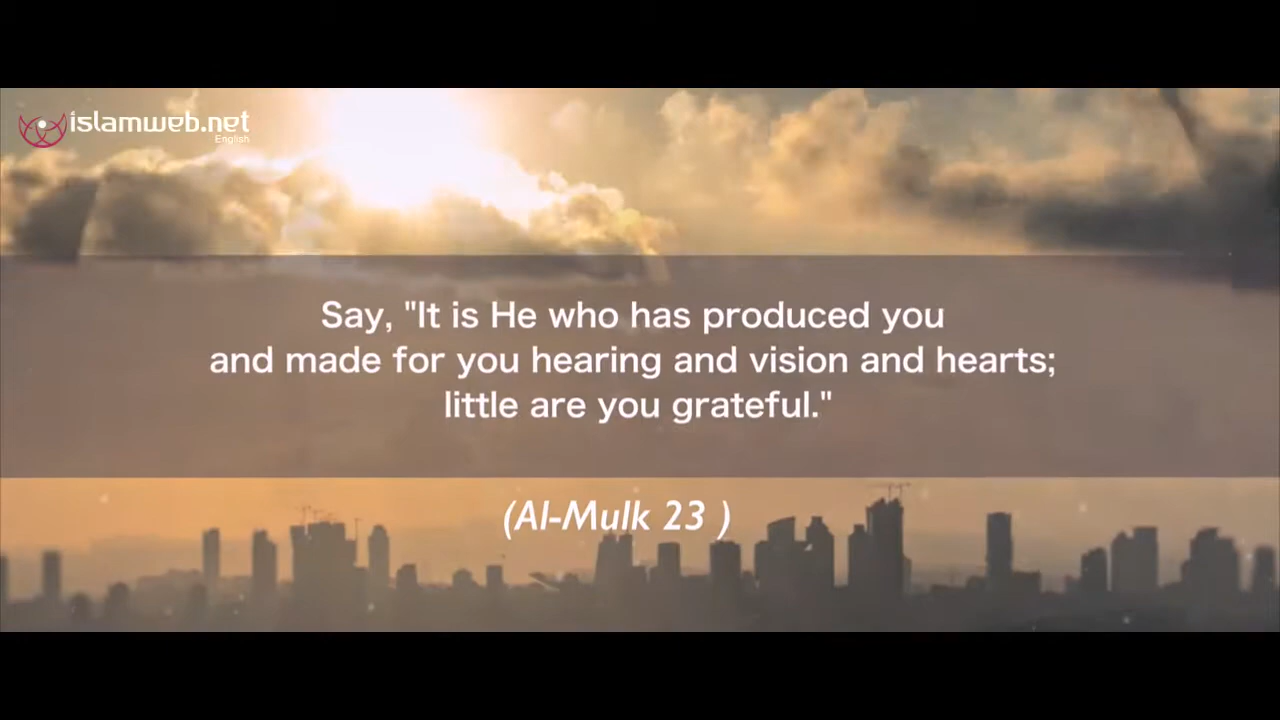 islamweb.net
English
Say, "It is He who has produced you
and made for you hearing and vision and hearts;
little are you grateful."
(Al-Mulk 23 )